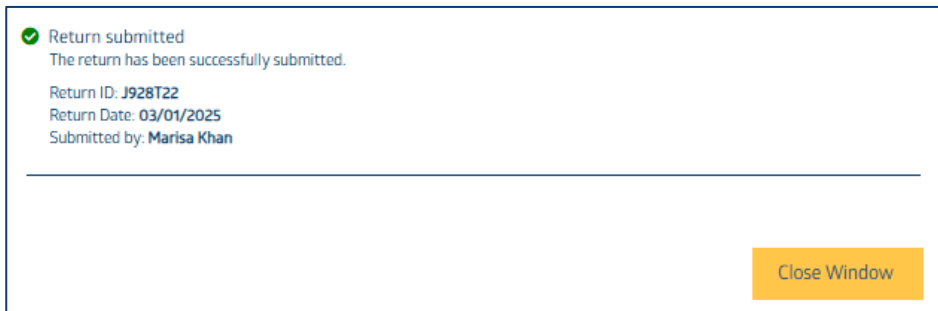 Return submitted
The return has been successfully submitted.
Return ID: J928T22
Return Date: 03/01/2025
Submitted by: Marisa Khan
Close Window